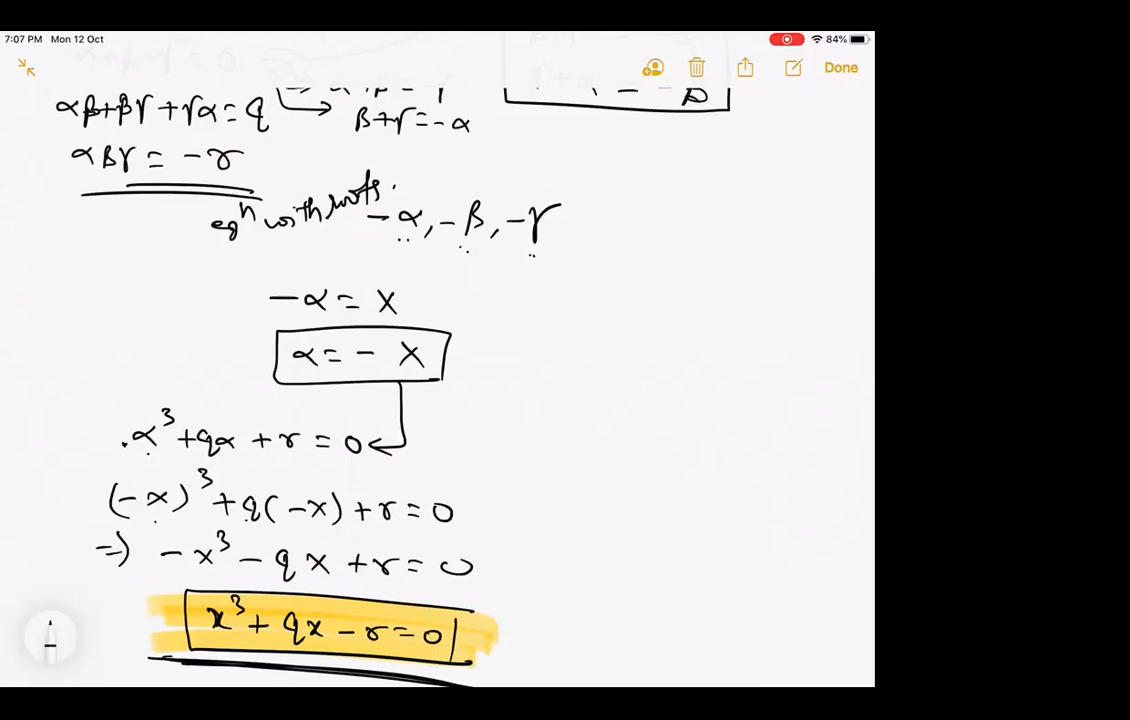 7:07 PM Mon 12 Oct 84%
Done
αβ+βγ+γα=q
β+γ=-α
αβγ = -r
eqⁿ with roots -α, -β, -γ
-α = x
α = - x
α³+qα+r=0
(-x)³+q(-x)+r=0
=> -x³-qx+r=0
x³+qx-r=0